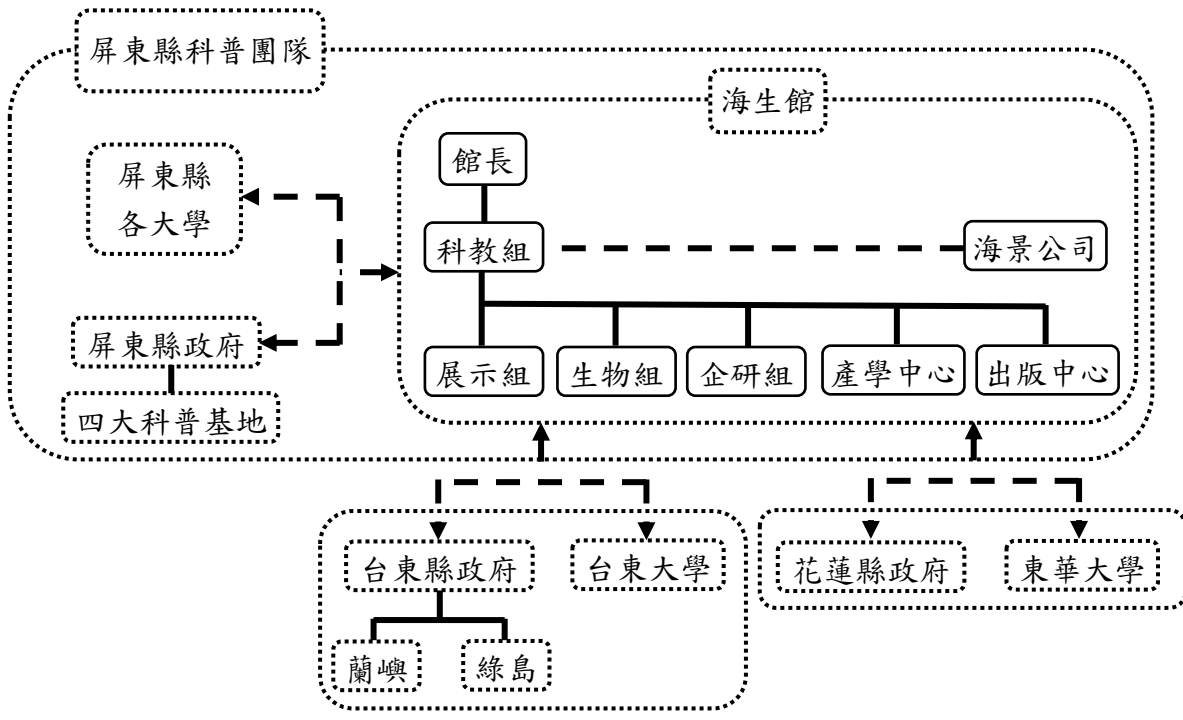 屏東縣科普團隊
海生館
館長
屏東縣
各大學
科教組
海景公司
屏東縣政府
展示組
生物組
企研組
產學中心
出版中心
四大科普基地
台東縣政府
台東大學
花蓮縣政府
東華大學
蘭嶼
綠島